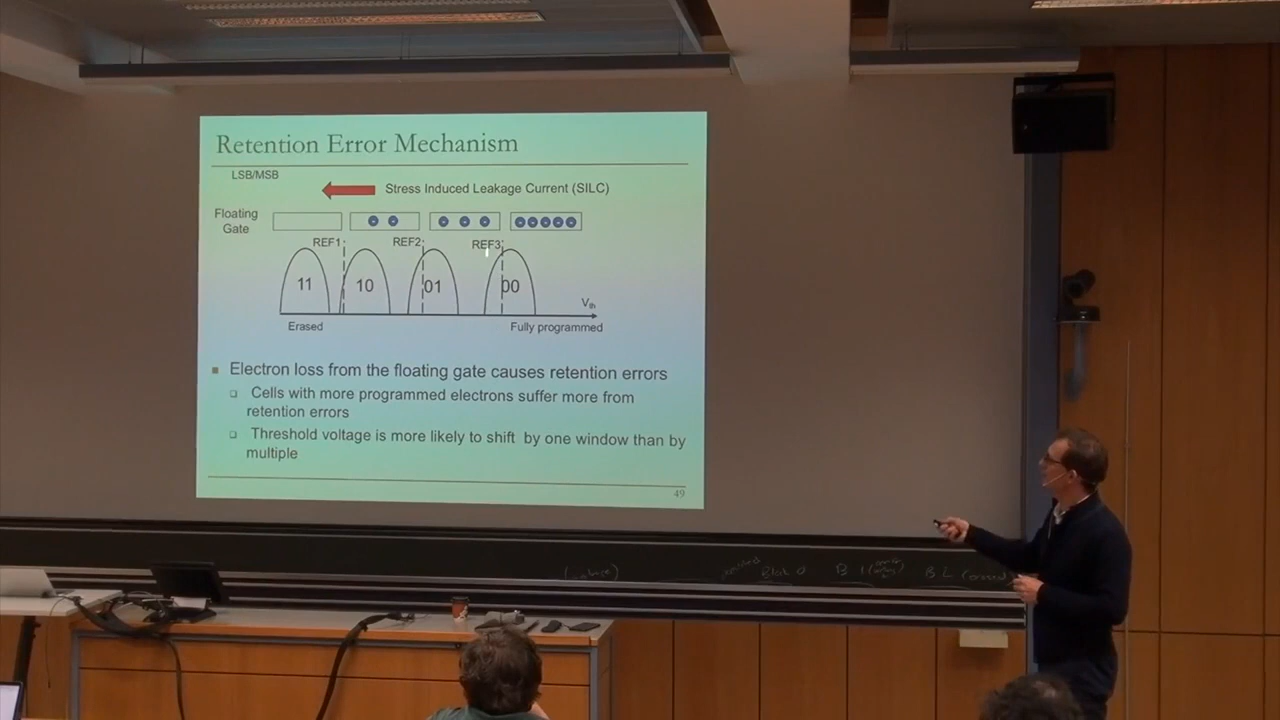 Retention Error Mechanism
LSB/MSB
Stress Induced Leakage Current (SILC)
Floating
Gate
REF1
REF2
REF3
11
10
01
00
Vth
Erased
Fully programmed
Electron loss from the floating gate causes retention errors
Cells with more programmed electrons suffer more from
retention errors
Threshold voltage is more likely to shift by one window than by
multiple
49